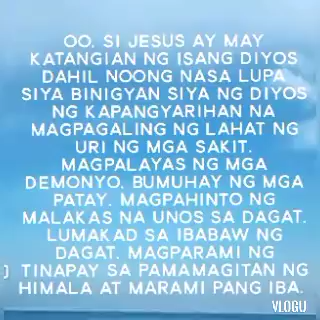 OO. SI JESUS AY MAY
KATANGIAN NG ISANG DIYOS
DAHIL NOONG NASA LUPA
SIYA BINIGYAN SIYA NG DIYOS
NG KAPANGYARIHAN NA
MAGPAGALING NG LAHAT NG
URI NG MGA SAKIT.
MAGPALAYAS NG MGA
DEMONYO. BUMUHAY NG MGA
PATAY. MAGPAHINTO NG
MALAKAS NA UNOS SA DAGAT.
LUMAKAD SA IBABAW NG
DAGAT. MAGPARAMI NG
) TINAPAY SA PAMAMAGITAN NG
HIMALA AT MARAMI PANG IBA.
VLOGU